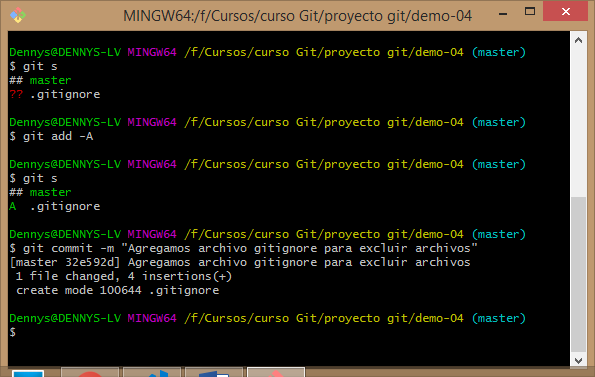 MINGW64:/f/Cursos/curso Git/proyecto git/demo-04
Dennys@DENNYS-LV MINGW64 /f/Cursos/curso Git/proyecto git/demo-04 (master)
$ git s
## master
?? .gitignore
Dennys@DENNYS-LV MINGW64 /f/Cursos/curso Git/proyecto git/demo-04 (master)
$ git add -A
Dennys@DENNYS-LV MINGW64 /f/Cursos/curso Git/proyecto git/demo-04 (master)
$ git s
## master
A  .gitignore
Dennys@DENNYS-LV MINGW64 /f/Cursos/curso Git/proyecto git/demo-04 (master)
$ git commit -m "Agregamos archivo gitignore para excluir archivos"
[master 32e592d] Agregamos archivo gitignore para excluir archivos
 1 file changed, 4 insertions(+)
 create mode 100644 .gitignore
Dennys@DENNYS-LV MINGW64 /f/Cursos/curso Git/proyecto git/demo-04 (master)
$